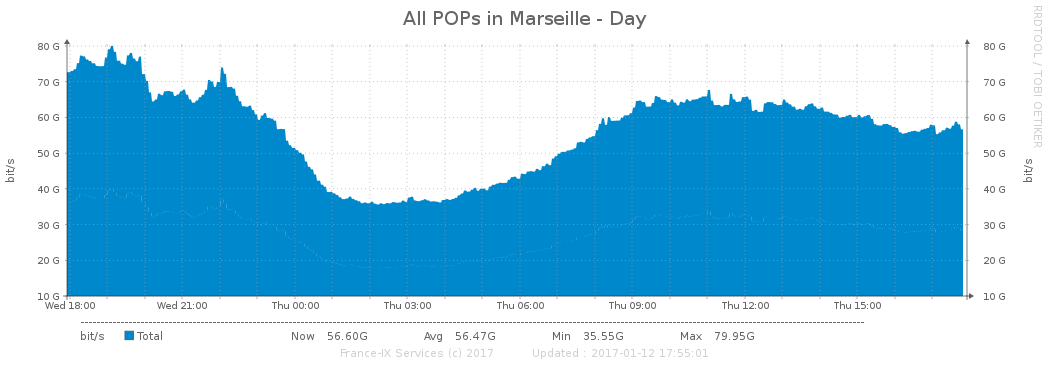 All POPs in Marseille - Day
RRDTOOL / TOBI OETIKER
bit/s
80 G
70 G
60 G
50 G
40 G
30 G
20 G
10 G
80 G
70 G
60 G
50 G
40 G
30 G
20 G
10 G
bit/s
Wed 18:00 Wed 21:00 Thu 00:00 Thu 03:00 Thu 06:00 Thu 09:00 Thu 12:00 Thu 15:00
bit/s Total Now 56.60G Avg 56.47G Min 35.55G Max 79.95G
France-IX Services (c) 2017 Updated : 2017-01-12 17:55:01